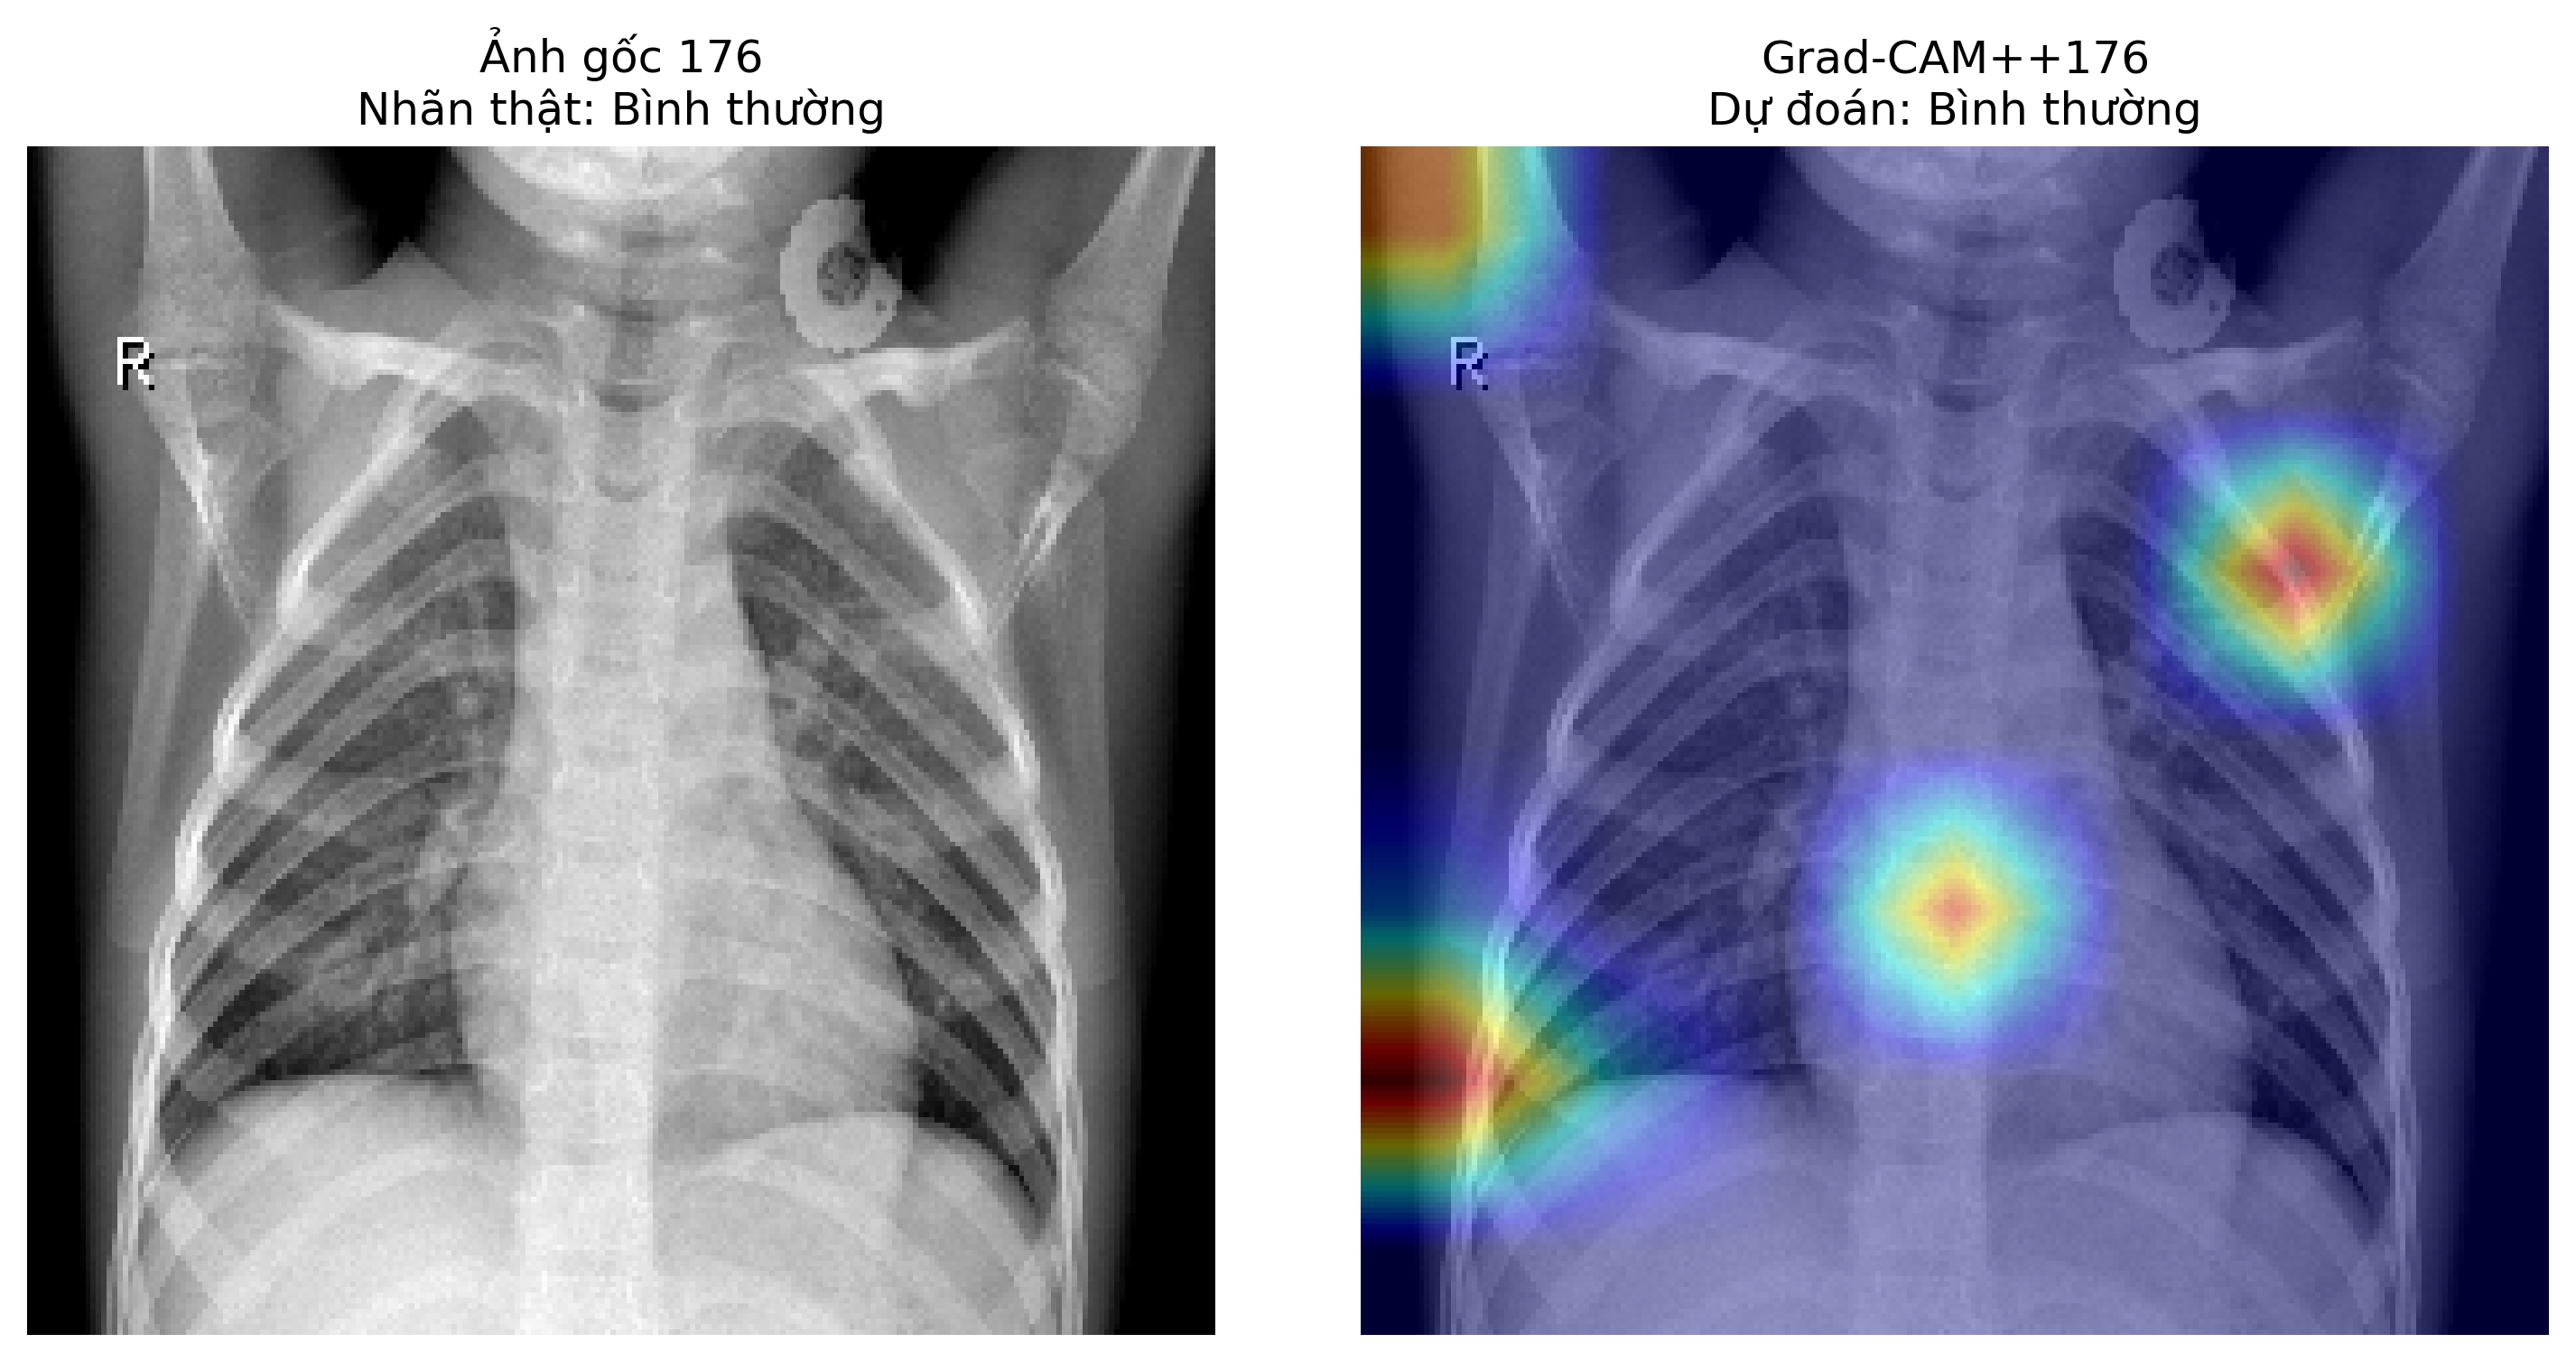 Ảnh gốc 176
Nhãn thật: Bình thường
Grad-CAM++176
Dự đoán: Bình thường
R
R